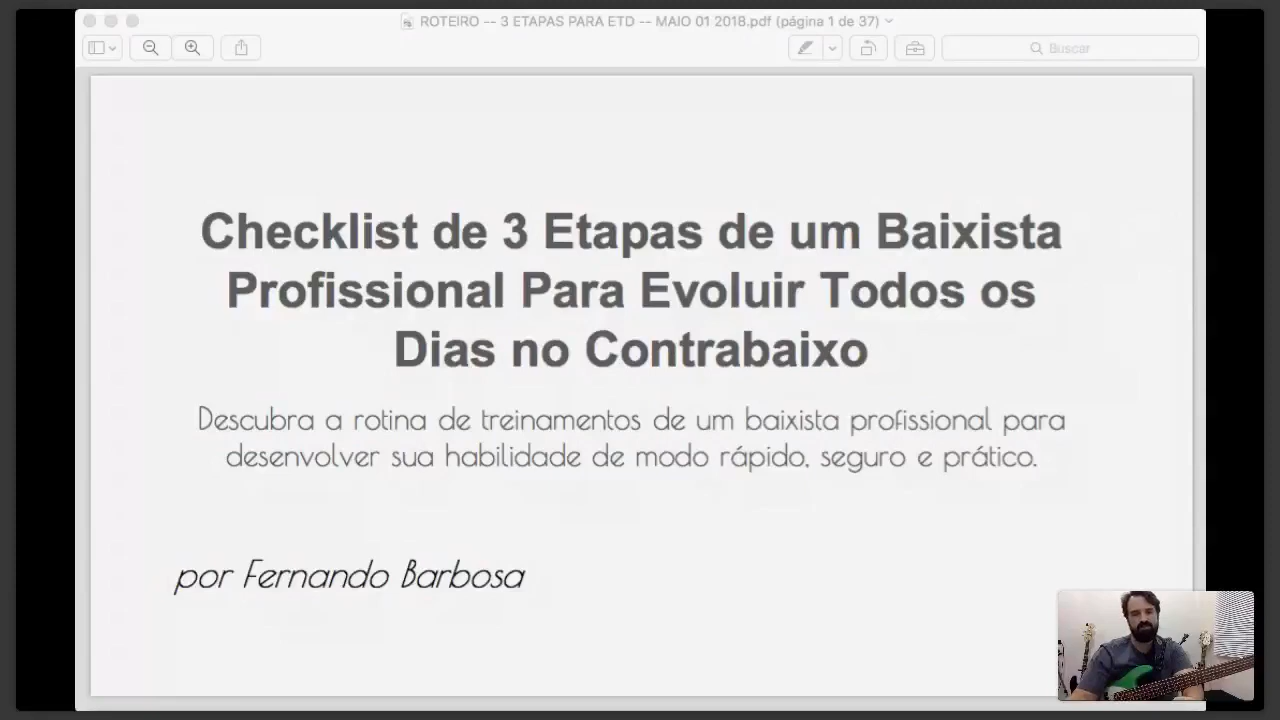 ROTEIRO -- 3 ETAPAS PARA ETD -- MAIO 01 2018.pdf (página 1 de 37)
Buscar
Checklist de 3 Etapas de um Baixista
Profissional Para Evoluir Todos os
Dias no Contrabaixo
Descubra a rotina de treinamentos de um baixista profissional para
desenvolver sua habilidade de modo rápido, seguro e prático.
por Fernando Barbosa